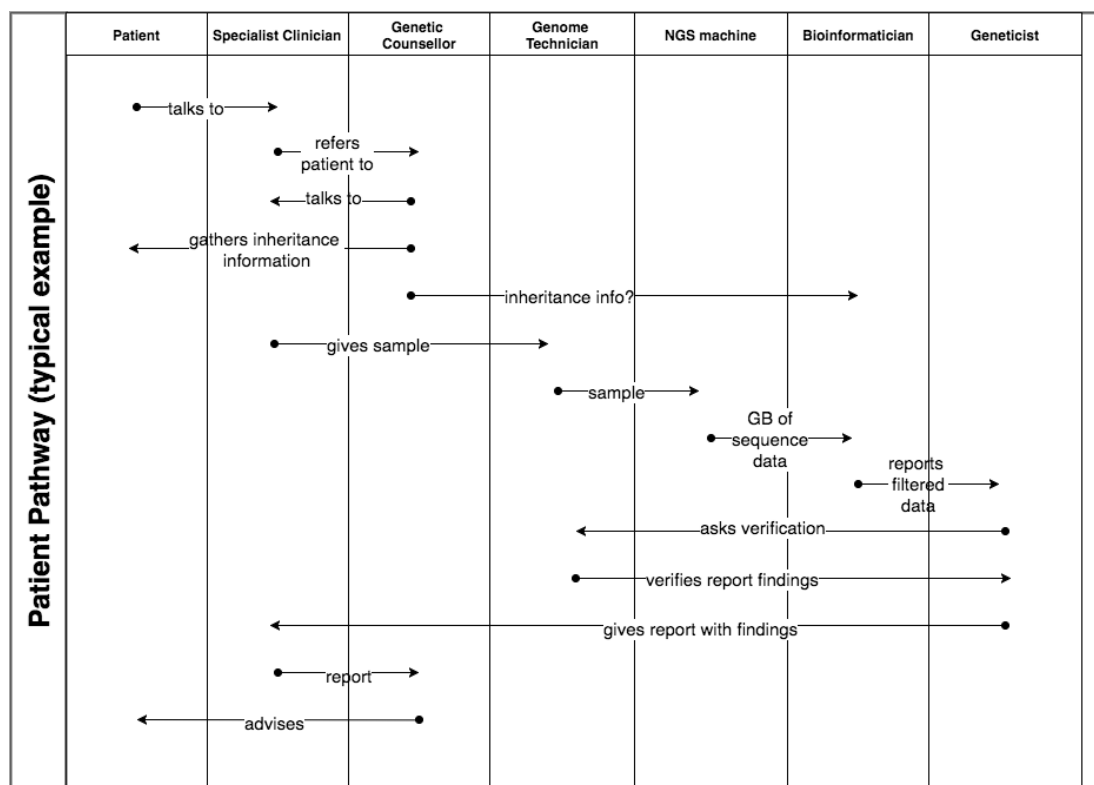 Patient
Specialist Clinician
Genetic
Counsellor
Genome
Technician
NGS machine
Bioinformatician
Geneticist
Patient Pathway (typical example)
talks to
refers
patient to
talks to
gathers inheritance
information
inheritance info?
gives sample
sample
GB of
sequence
data
reports
filtered
data
asks verification
verifies report findings
gives report with findings
report
advises